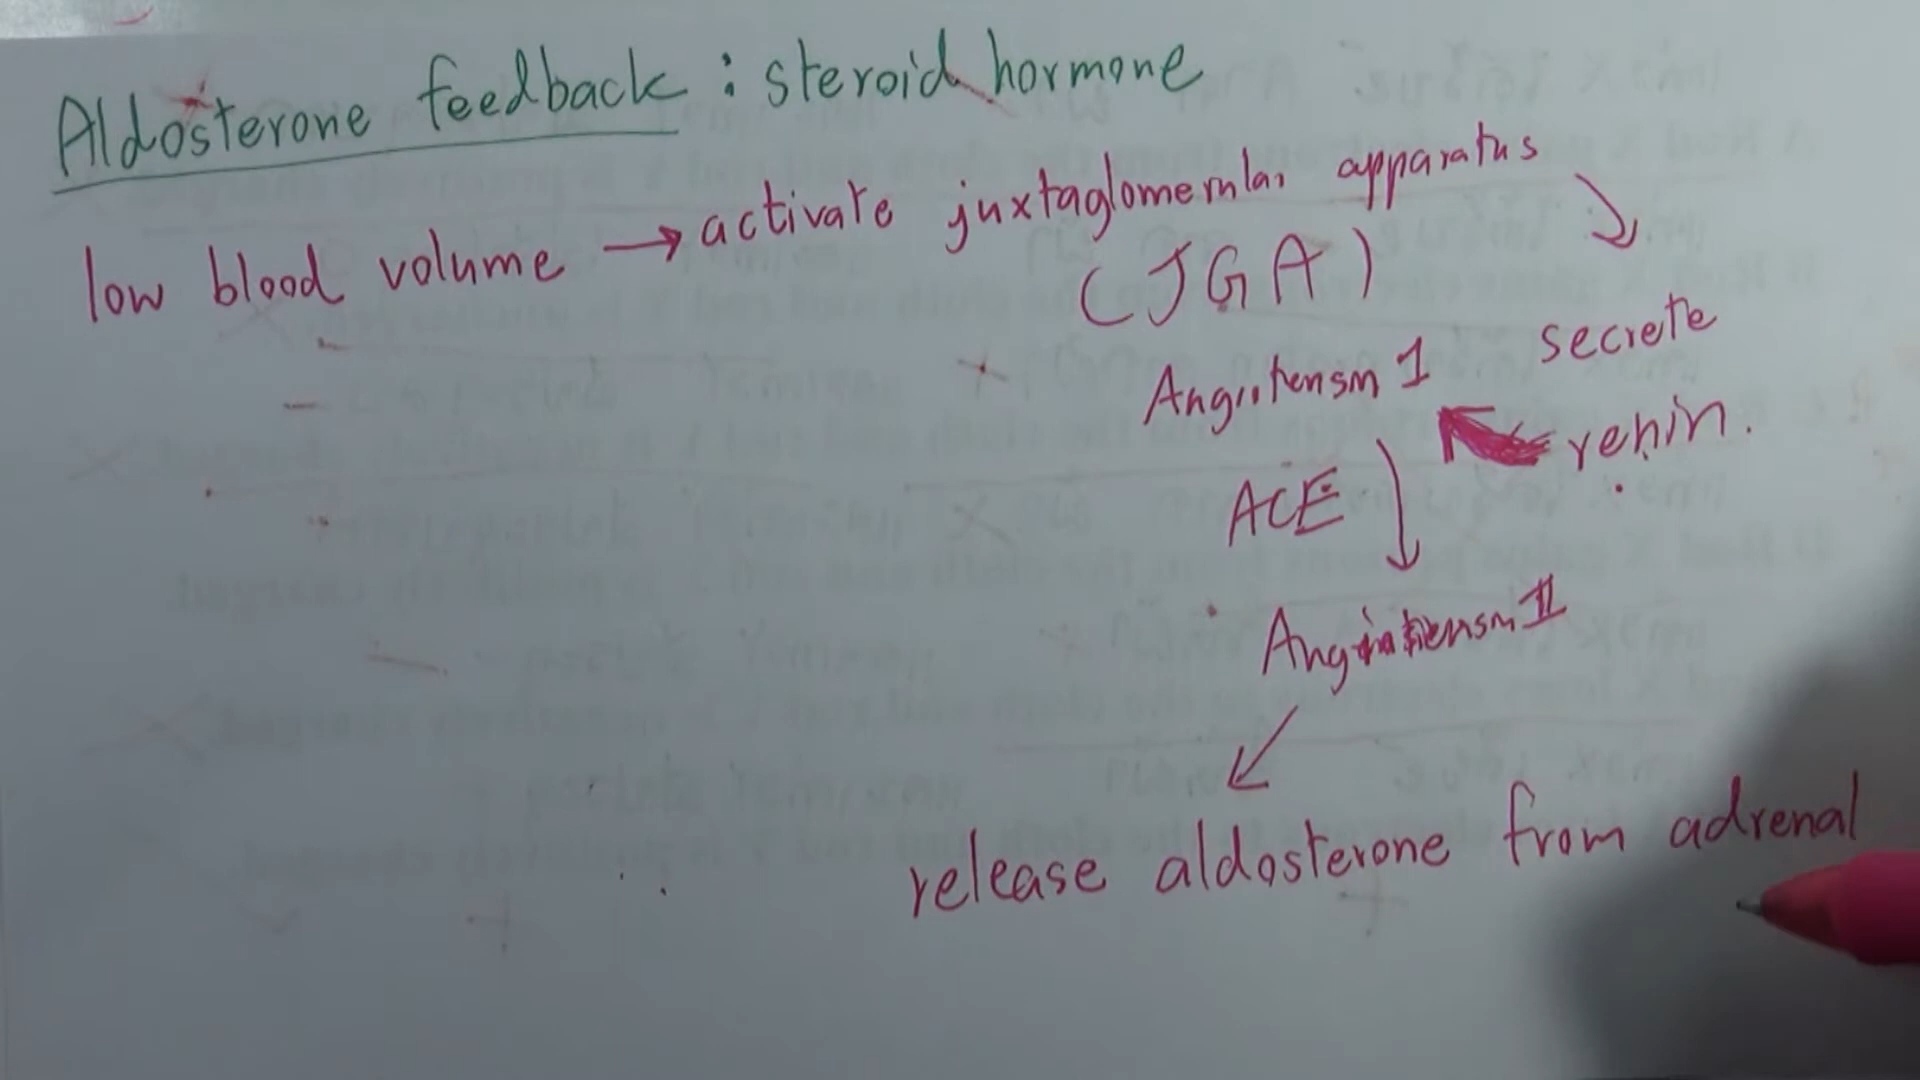 Aldosterone feedback : steroid hormone
low blood volume → activate juxtaglomerular apparatus
(JGA)
secrete
renin.
Angiotensin 1
ACE
Angiotensin II
release aldosterone from adrenal